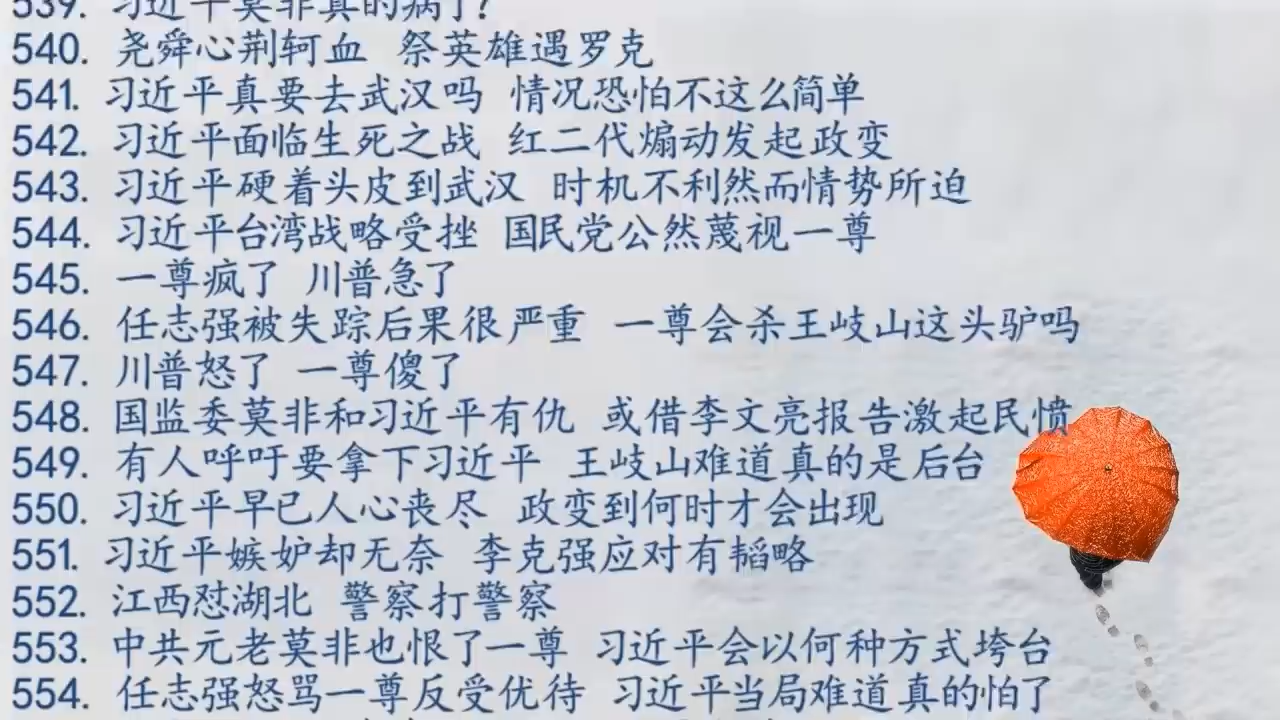 539. 习近平莫非真的病了?
540. 尧舜心荆轲血 祭英雄遇罗克
541. 习近平真要去武汉吗 情况恐怕不这么简单
542. 习近平面临生死之战 红二代煽动发起政变
543. 习近平硬着头皮到武汉 时机不利然而情势所迫
544. 习近平台湾战略受挫 国民党公然蔑视一尊
545. 一尊疯了 川普急了
546. 任志强被失踪后果很严重 一尊会杀王岐山这头驴吗
547. 川普怒了 一尊傻了
548. 国监委莫非和习近平有仇 或借李文亮报告激起民愤
549. 有人呼吁要拿下习近平 王岐山难道真的是后台
550. 习近平早已人心丧尽 政变到何时才会出现
551. 习近平嫉妒却无奈 李克强应对有韬略
552. 江西怼湖北 警察打警察
553. 中共元老莫非也恨了一尊 习近平会以何种方式垮台
554. 任志强怒骂一尊反受优待 习近平当局难道真的怕了